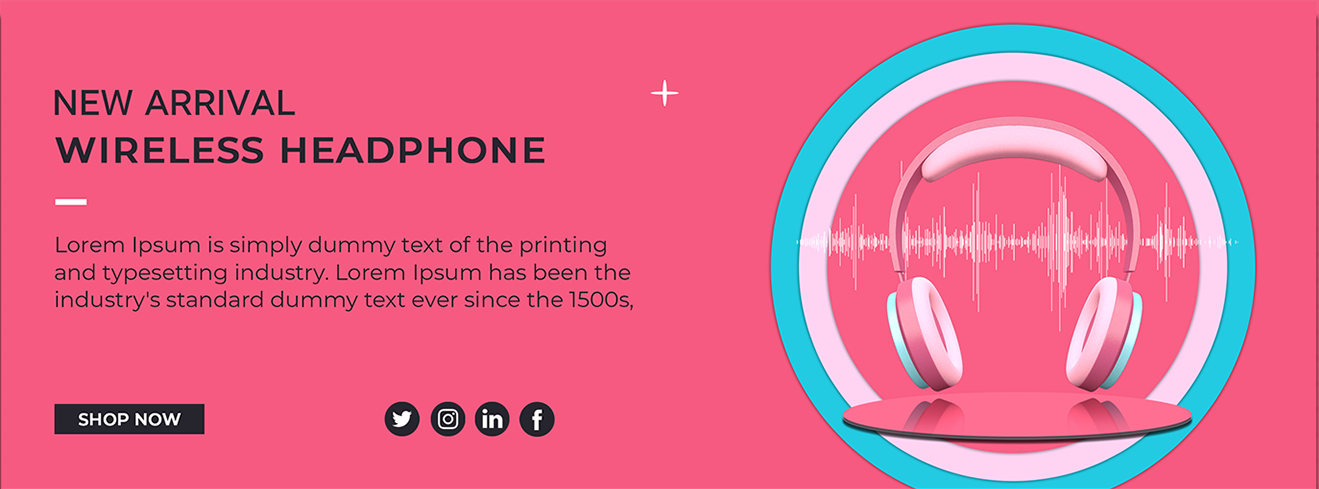 NEW ARRIVAL
WIRELESS HEADPHONE
Lorem Ipsum is simply dummy text of the printing
and typesetting industry. Lorem Ipsum has been the
industry's standard dummy text ever since the 1500s,
SHOP NOW